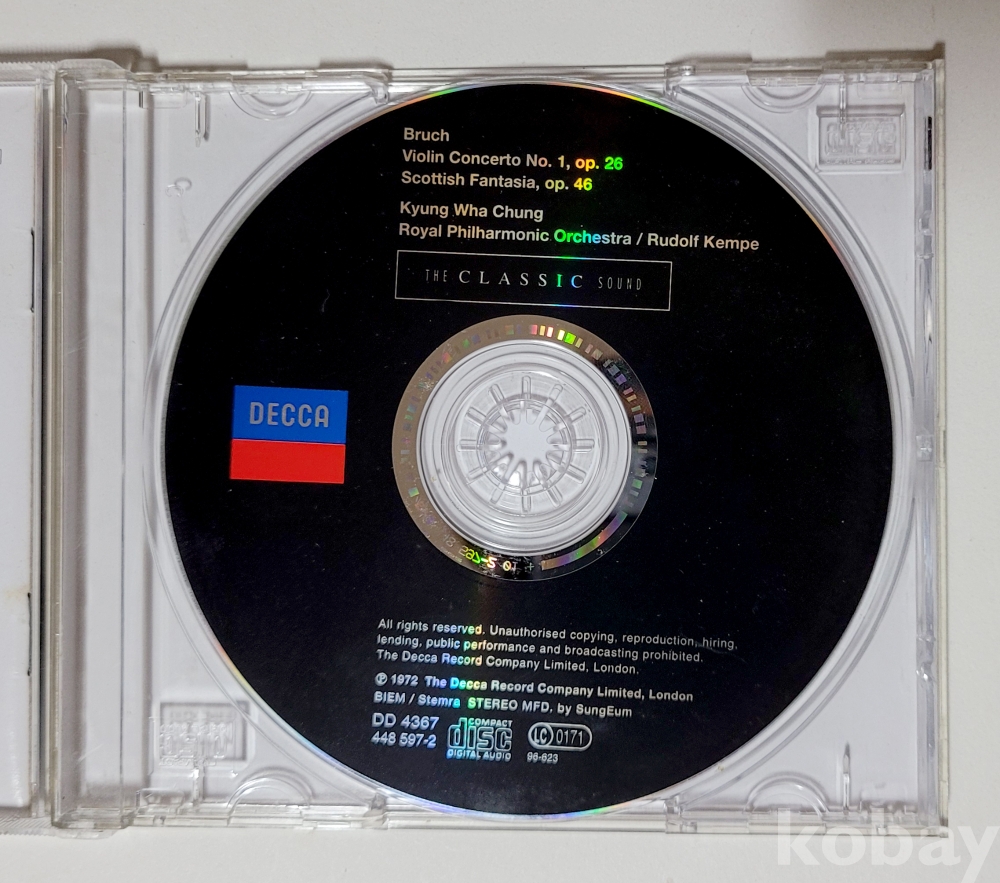 Bruch
Violin Concerto No. 1, op. 26
Scottish Fantasia, op. 46
Kyung Wha Chung
Royal Philharmonic Orchestra / Rudolf Kempe
THE CLASSIC SOUND
DECCA
All rights reserved. Unauthorised copying, reproduction, hiring,
lending, public performance and broadcasting prohibited.
The Decca Record Company Limited, London.
℗ 1972 The Decca Record Company Limited, London
BIEM / Stemra STEREO MFD. by SungEum
DD 4367
448 597-2
COMPACT
disc
DIGITAL AUDIO
LC 0171
96-623
kobay